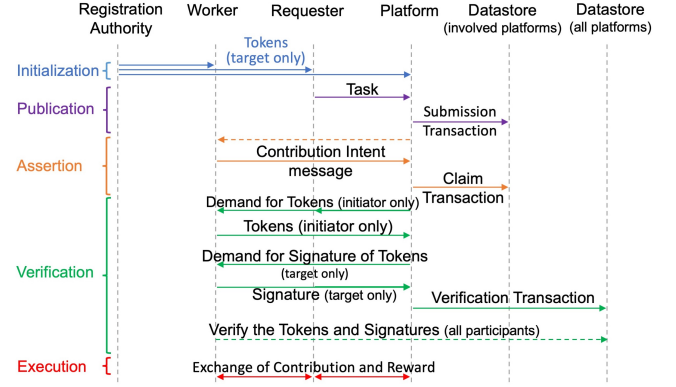 Registration
Authority
Worker
Requester
Platform
Datastore
(involved platforms)
Datastore
(all platforms)
Initialization
Tokens
(target only)
Publication
Task
Submission
Transaction
Assertion
Contribution Intent
message
Claim
Transaction
Verification
Demand for Tokens (initiator only)
Tokens (initiator only)
Demand for Signature of Tokens
(target only)
Signature (target only)
Verification Transaction
Verify the Tokens and Signatures (all participants)
Execution
Exchange of Contribution and Reward